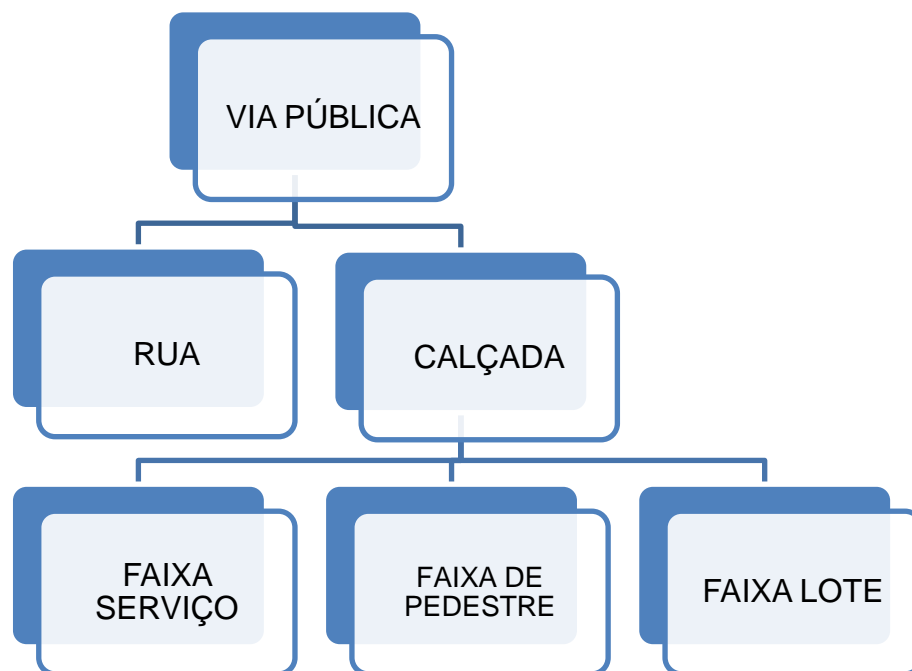 VIA PÚBLICA
RUA
CALÇADA
FAIXA
SERVIÇO
FAIXA DE
PEDESTRE
FAIXA LOTE